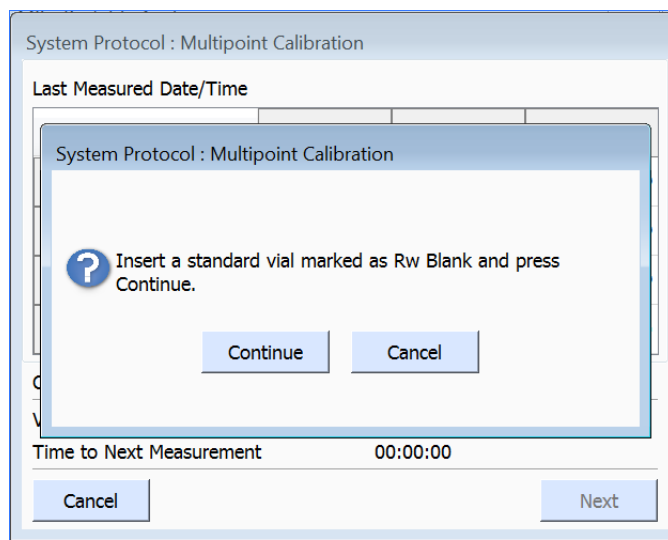 System Protocol : Multipoint Calibration
Last Measured Date/Time
System Protocol : Multipoint Calibration
Insert a standard vial marked as Rw Blank and press
Continue.
Continue
Cancel
Time to Next Measurement
00:00:00
Cancel
Next